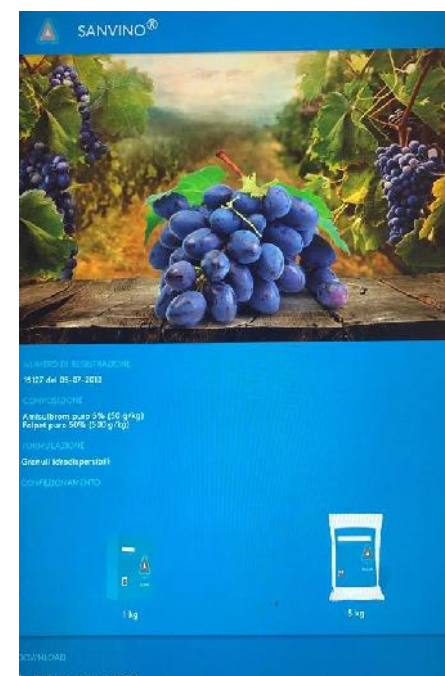 SANVINO®
NUMERO DI REGISTRAZIONE
15127 del 05-07-2013
COMPOSIZIONE
Amisulbrom puro 5% (50 g/kg)
Folpet puro 50% (500 g/kg)
FORMULAZIONE
Granuli idrodispersibili
CONFEZIONAMENTO
1 kg
5 kg
DOWNLOAD